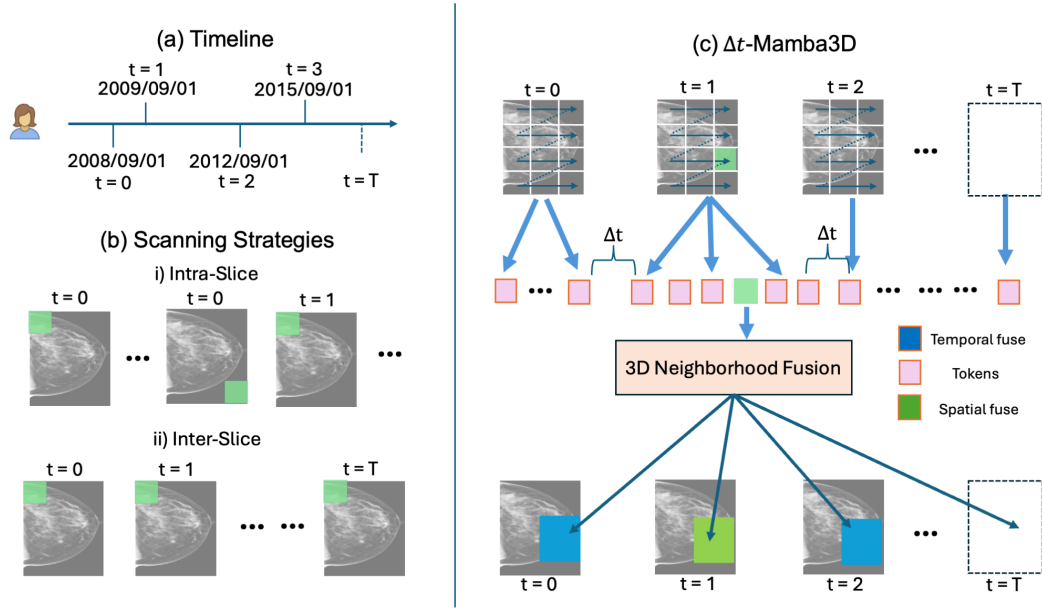 (a) Timeline
t = 1
2009/09/01
t = 3
2015/09/01
2008/09/01
t = 0
2012/09/01
t = 2
t = T
(b) Scanning Strategies
i) Intra-Slice
t = 0
t = 0
t = 1
•••
•••
ii) Inter-Slice
t = 0
t = 1
t = T
••• •••
(c) Δt-Mamba3D
t = 0
t = 1
t = 2
t = T
•••
Δt
Δt
•••
••• ••• •••
3D Neighborhood Fusion
Temporal fuse
Tokens
Spatial fuse
•••
t = 0
t = 1
t = 2
t = T